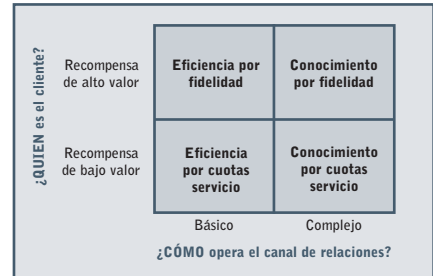 ¿QUIEN es el cliente?
Recompensa
de alto valor
Eficiencia por
fidelidad
Conocimiento
por fidelidad
Recompensa
de bajo valor
Eficiencia
por cuotas
servicio
Conocimiento
por cuotas
servicio
Básico
Complejo
¿CÓMO opera el canal de relaciones?